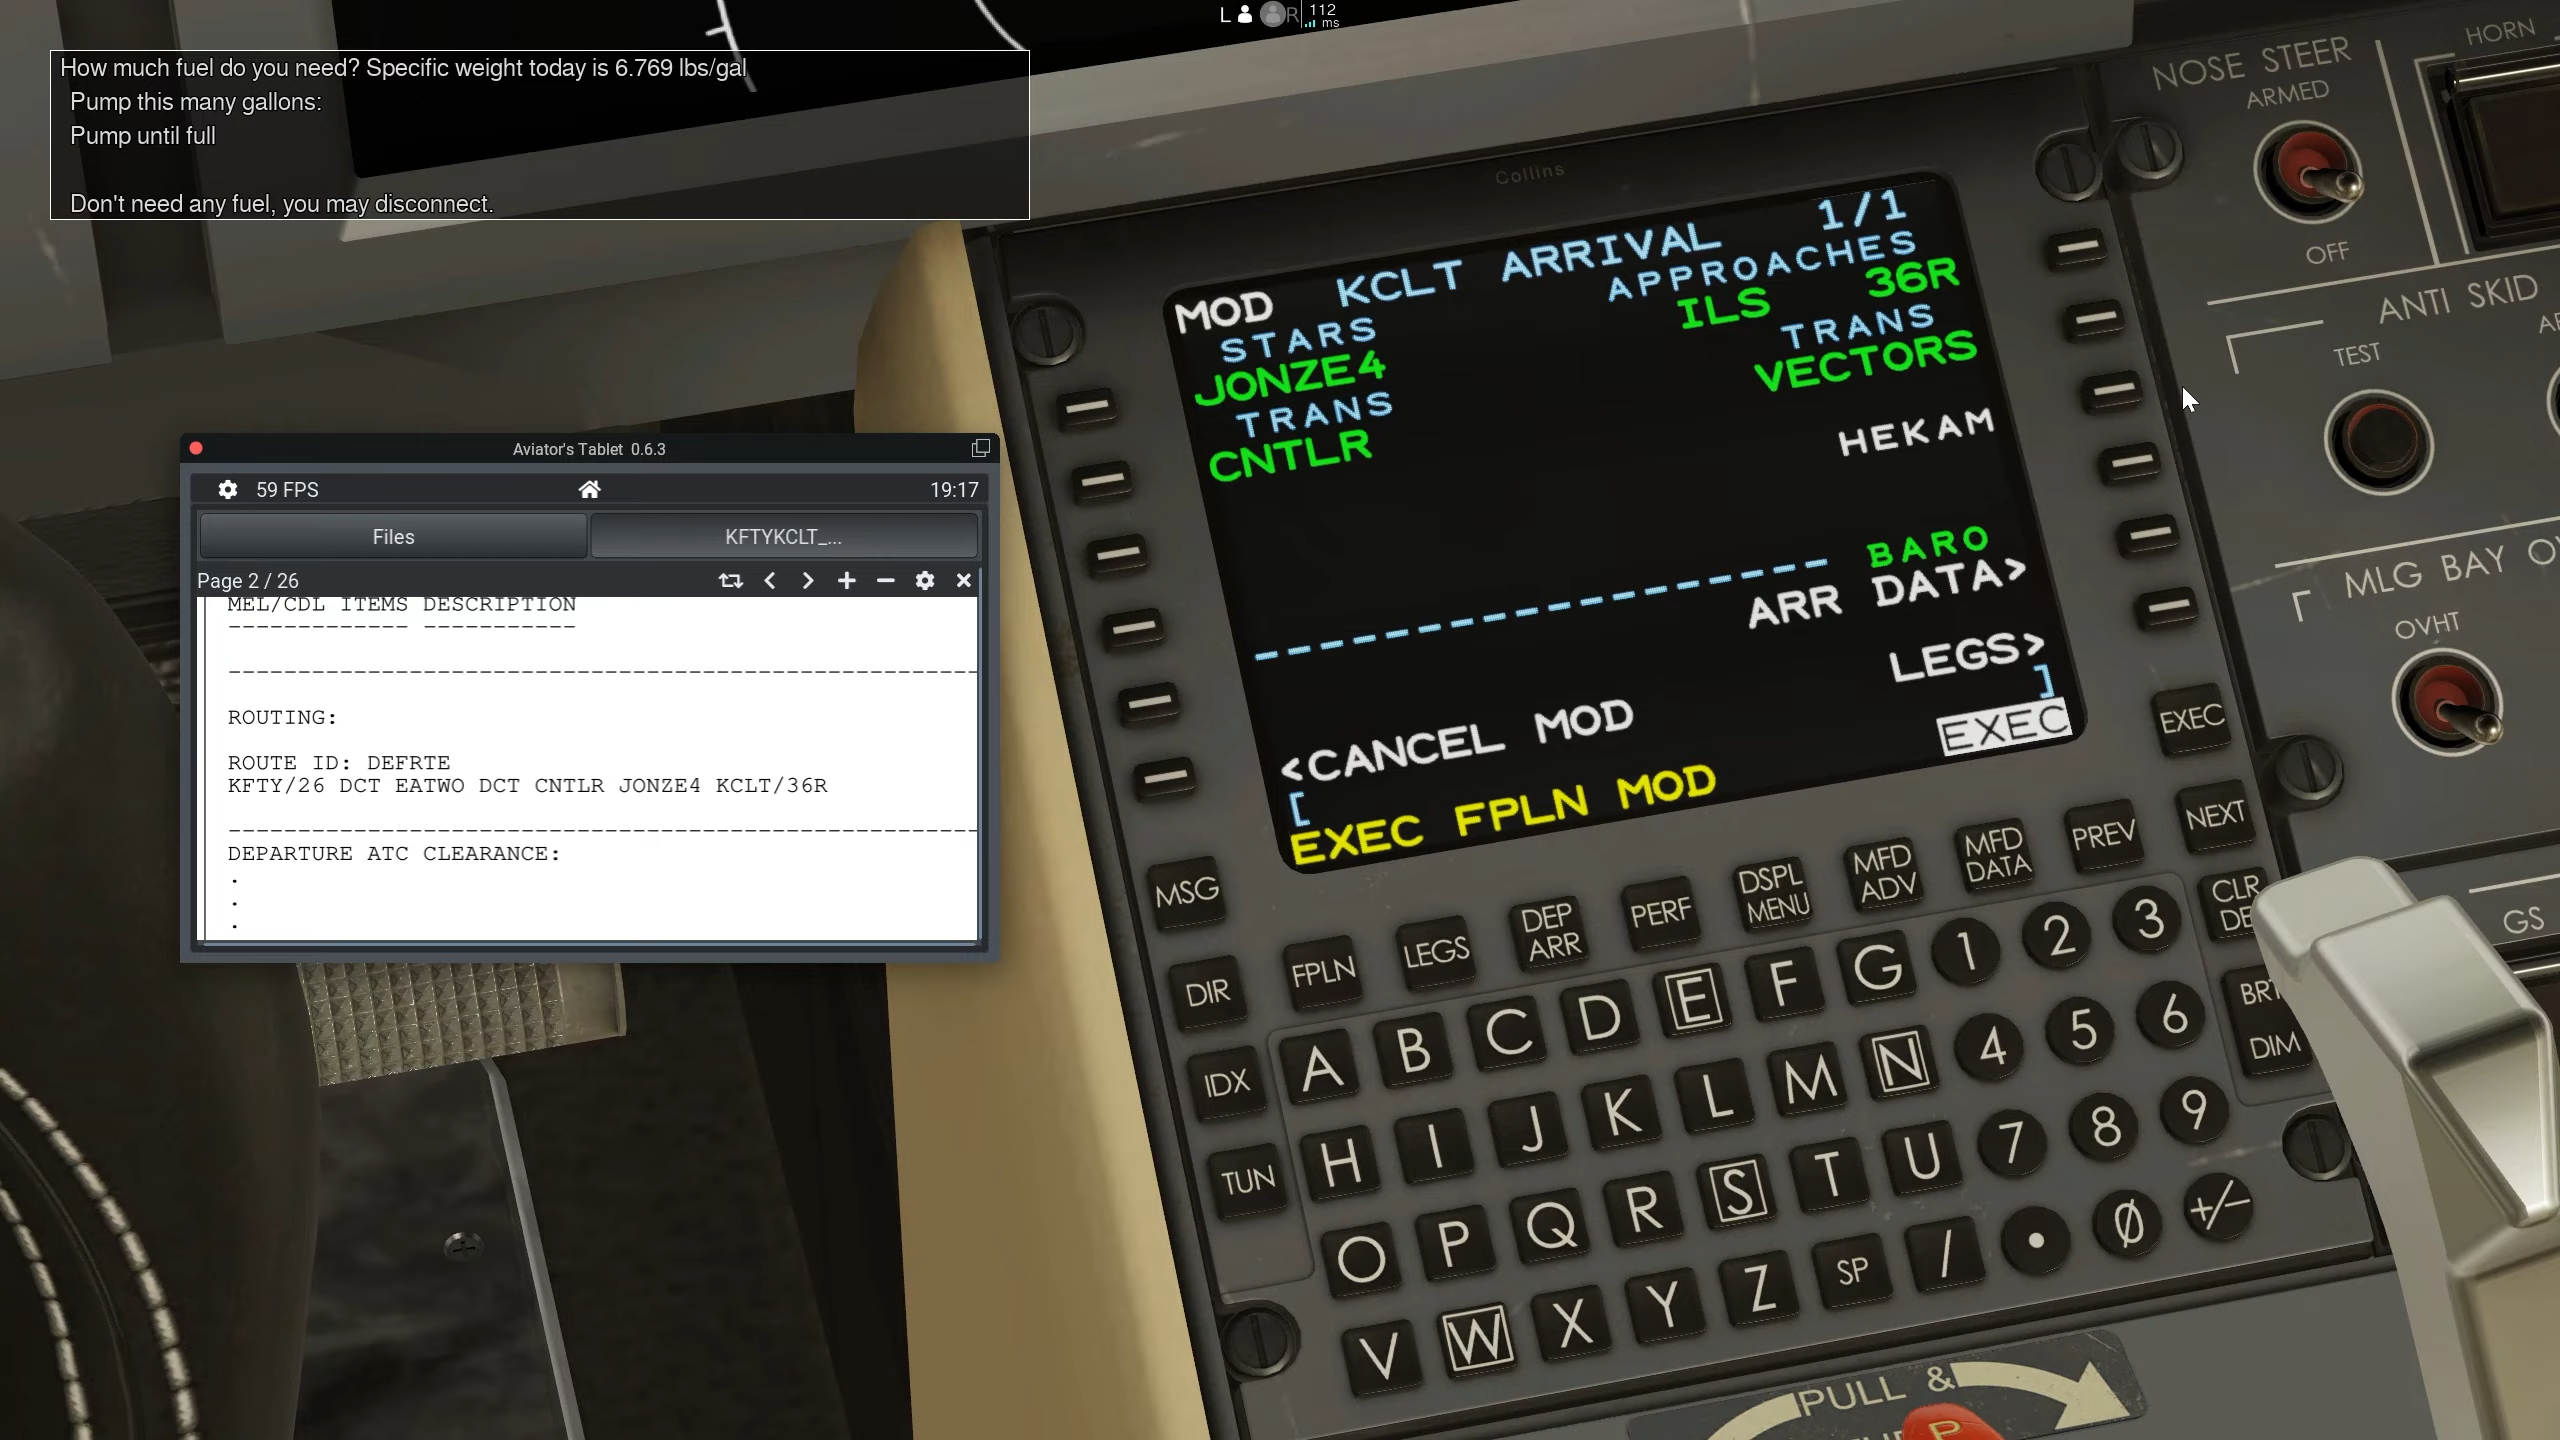 L R 112 ms
How much fuel do you need? Specific weight today is 6.769 lbs/gal
Pump this many gallons:
Pump until full
Don't need any fuel, you may disconnect.
Aviator's Tablet 0.6.3
59 FPS 19:17
Files KFTYKCLT_...
Page 2 / 26
MEL/CDL ITEMS DESCRIPTION
------------- -----------
ROUTING:
ROUTE ID: DEFRTE
KFTY/26 DCT EATWO DCT CNTLR JONZE4 KCLT/36R
DEPARTURE ATC CLEARANCE:
.
.
.
Collins
MOD KCLT ARRIVAL 1/1
STARS APPROACHES
JONZE4 ILS 36R
TRANS TRANS
CNTLR VECTORS
HEKAM
BARO
ARR DATA>
LEGS>
<CANCEL MOD
[ ]
EXEC FPLN MOD EXEC
EXEC
MSG FPLN LEGS DEP ARR PERF DSPL MENU MFD ADV MFD DATA PREV NEXT
DIR IDX TUN
CLR
BRT DIM
A B C D E F G 1 2 3
H I J K L M N 4 5 6
O P Q R S T U 7 8 9
V W X Y Z SP / . 0 +/-
NOSE STEER
ARMED
OFF
HORN
ANTI SKID
TEST
MLG BAY
OVHT
GS
PULL &